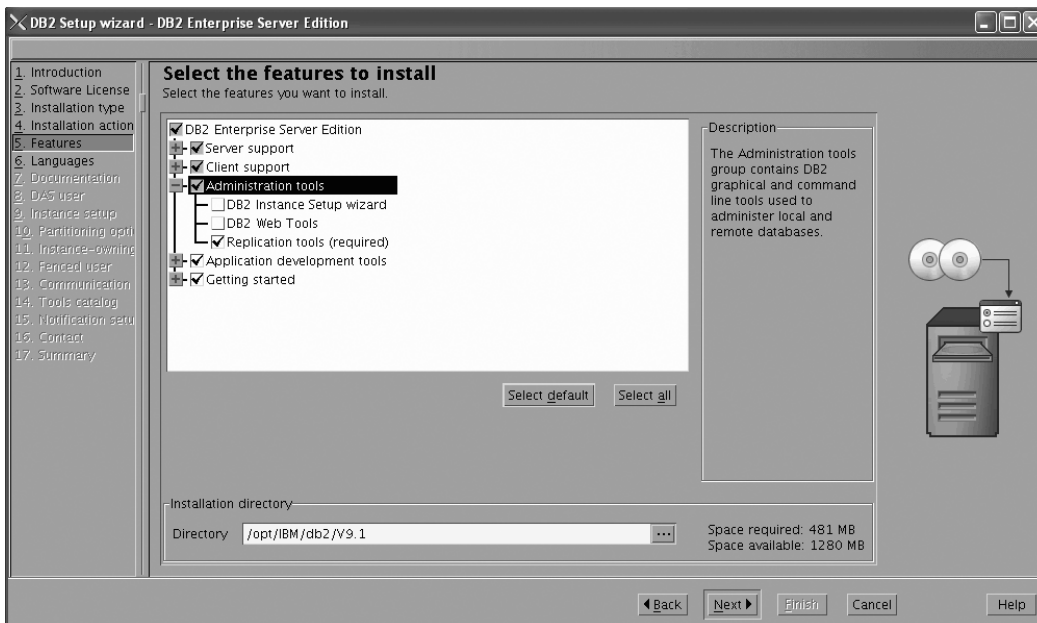 DB2 Setup wizard - DB2 Enterprise Server Edition
1. Introduction
2. Software License
3. Installation type
4. Installation action
5. Features
6. Languages
7. Documentation
8. DAS user
9. Instance setup
10. Partitioning opti
11. Instance-owning
12. Fenced user
13. Communication
14. Tools catalog
15. Notification setu
16. Contact
17. Summary
Select the features to install
Select the features you want to install.
DB2 Enterprise Server Edition
Server support
Client support
Administration tools
DB2 Instance Setup wizard
DB2 Web Tools
Replication tools (required)
Application development tools
Getting started
Select default
Select all
Description
The Administration tools
group contains DB2
graphical and command
line tools used to
administer local and
remote databases.
Installation directory
Directory
/opt/IBM/db2/V9.1
...
Space required: 481 MB
Space available: 1280 MB
Back
Next
Finish
Cancel
Help